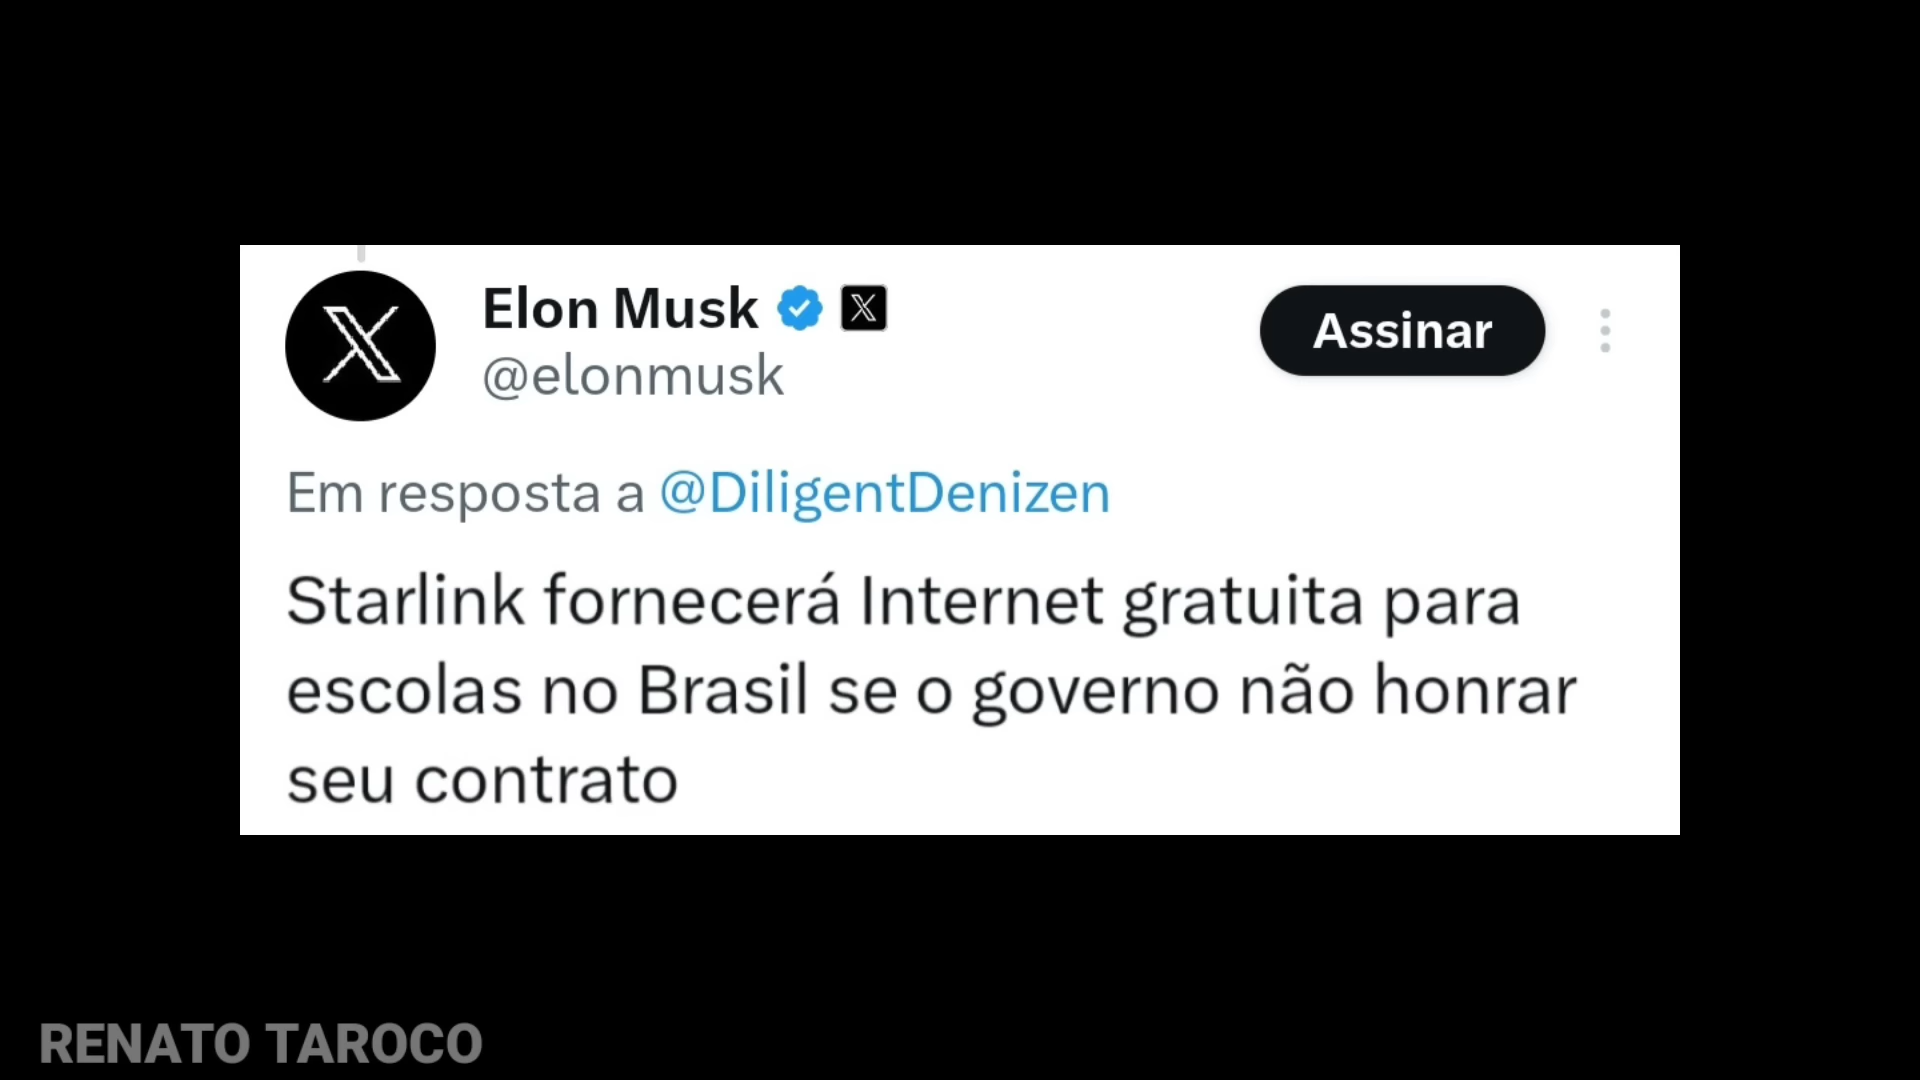 Elon Musk
@elonmusk
Assinar
Em resposta a @DiligentDenizen
Starlink fornecerá Internet gratuita para
escolas no Brasil se o governo não honrar
seu contrato
RENATO TAROCO